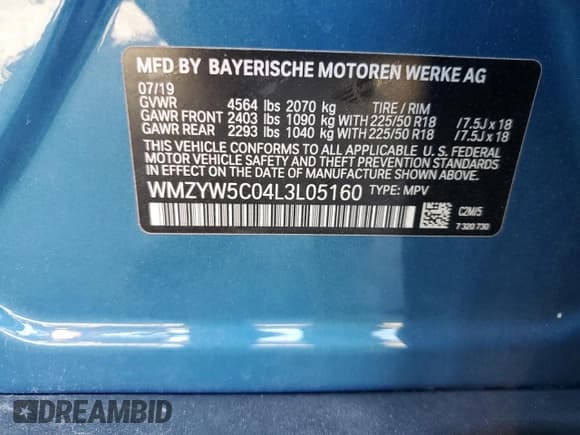 MFD BY BAYERISCHE MOTOREN WERKE AG
07/19
GVWR 4564 lbs 2070 kg TIRE / RIM
GAWR FRONT 2403 lbs 1090 kg WITH 225/50 R18 /7.5J x 18
GAWR REAR 2293 lbs 1040 kg WITH 225/50 R18 /7.5J x 18
THIS VEHICLE CONFORMS TO ALL APPLICABLE U. S. FEDERAL
MOTOR VEHICLE SAFETY, BUMPER, AND THEFT PREVENTION
STANDARDS IN EFFECT ON THE DATE OF MANUFACTURE SHOWN ABOVE.
WMZYW5C04L3L05160 TYPE: MPV
C2M/5
7 320 730
DREAMBID